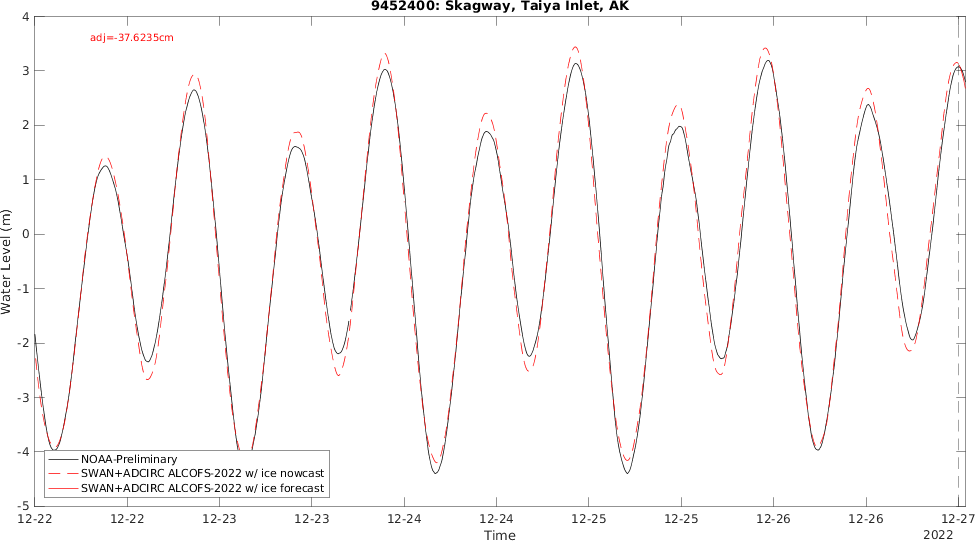 9452400: Skagway, Taiya Inlet, AK
adj=-37.6235cm
4
3
2
1
0
-1
-2
-3
-4
-5
Water Level (m)
NOAA-Preliminary
SWAN+ADCIRC ALCOFS-2022 w/ ice nowcast
SWAN+ADCIRC ALCOFS-2022 w/ ice forecast
12-22 12-22 12-23 12-23 12-24 12-24 12-25 12-25 12-26 12-26 12-27
Time
2022